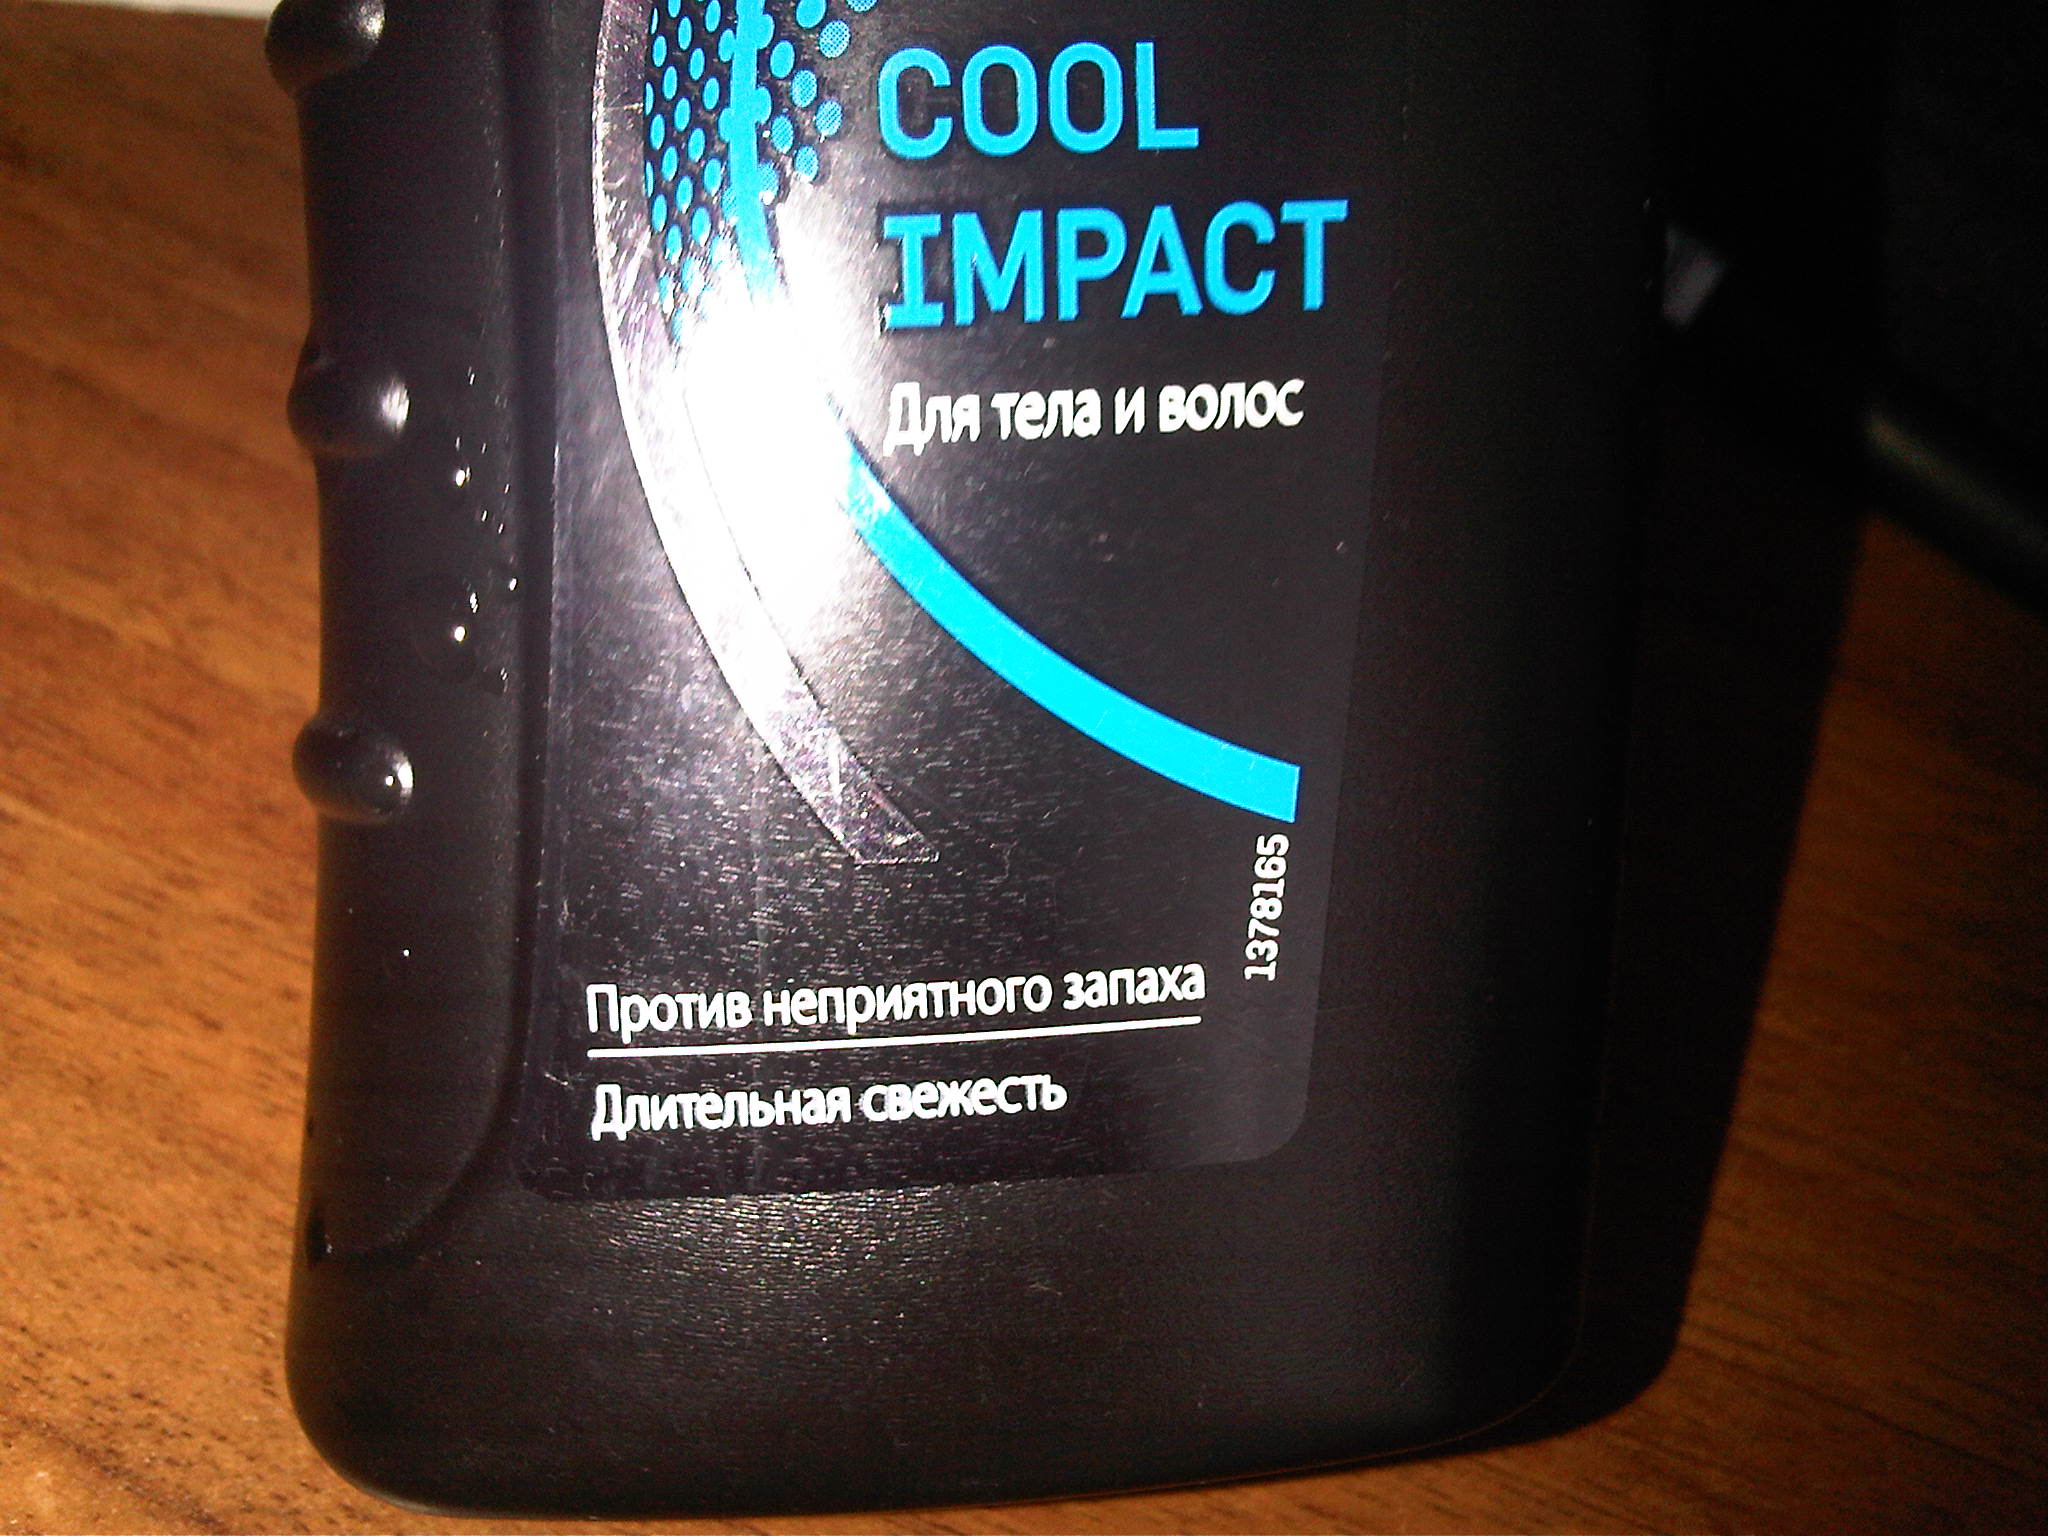 COOL
IMPACT
Для тела и волос
1378165
Против неприятного запаха
Длительная свежесть